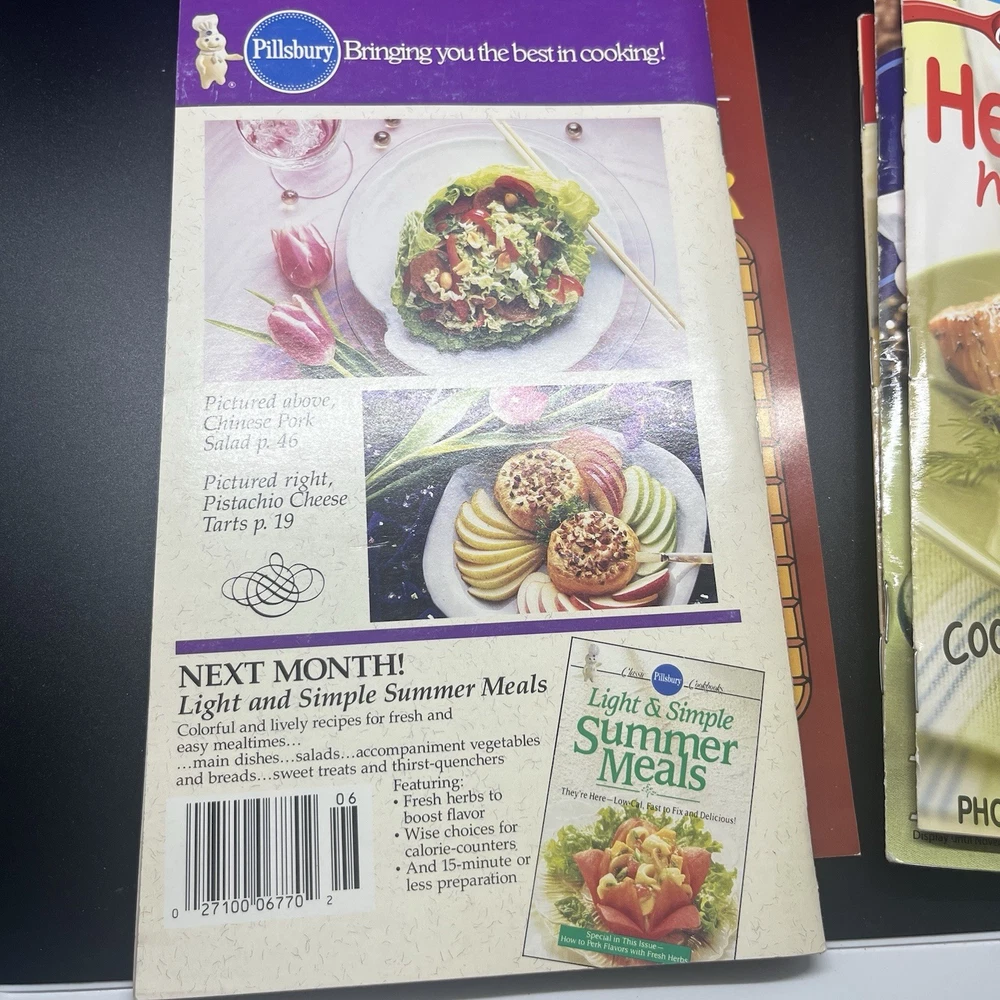 Pillsbury Bringing you the best in cooking!
Pictured above,
Chinese Pork
Salad p. 46
Pictured right,
Pistachio Cheese
Tarts p. 19
NEXT MONTH!
Light and Simple Summer Meals
Colorful and lively recipes for fresh and
easy mealtimes...
...main dishes...salads...accompaniment vegetables
and breads...sweet treats and thirst-quenchers
Featuring:
• Fresh herbs to
boost flavor
• Wise choices for
calorie-counters
• And 15-minute or
less preparation
06
0 27100 06770 2
Classic Pillsbury Cookbooks
Light & Simple
Summer
Meals
They're Here—Low-Cal, Fast to Fix and Delicious!
Special in This Issue—
How to Perk Flavors with Fresh Herbs
He
COO
PHO